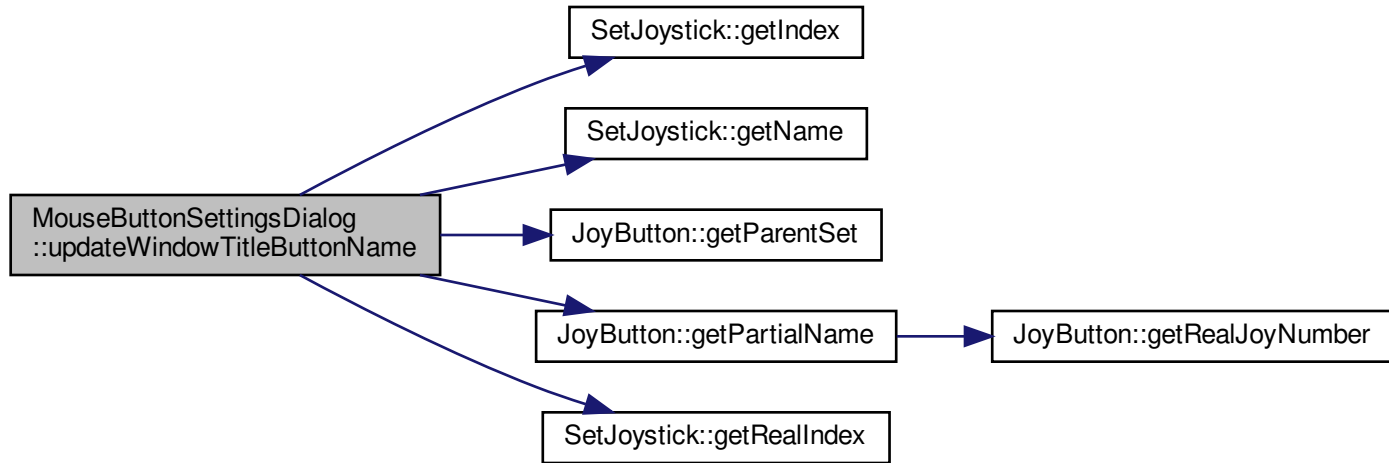 SetJoystick::getIndex
SetJoystick::getName
MouseButtonSettingsDialog
::updateWindowTitleButtonName
JoyButton::getParentSet
JoyButton::getPartialName
JoyButton::getRealJoyNumber
SetJoystick::getRealIndex